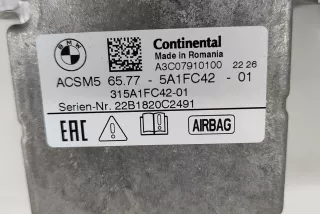 Continental
Made in Romania
A3C07910100 22 26
ACSM5 65.77 - 5A1FC42 - 01
315A1FC42-01
Serien-Nr. 22B1820C2491
EAC AIRBAG